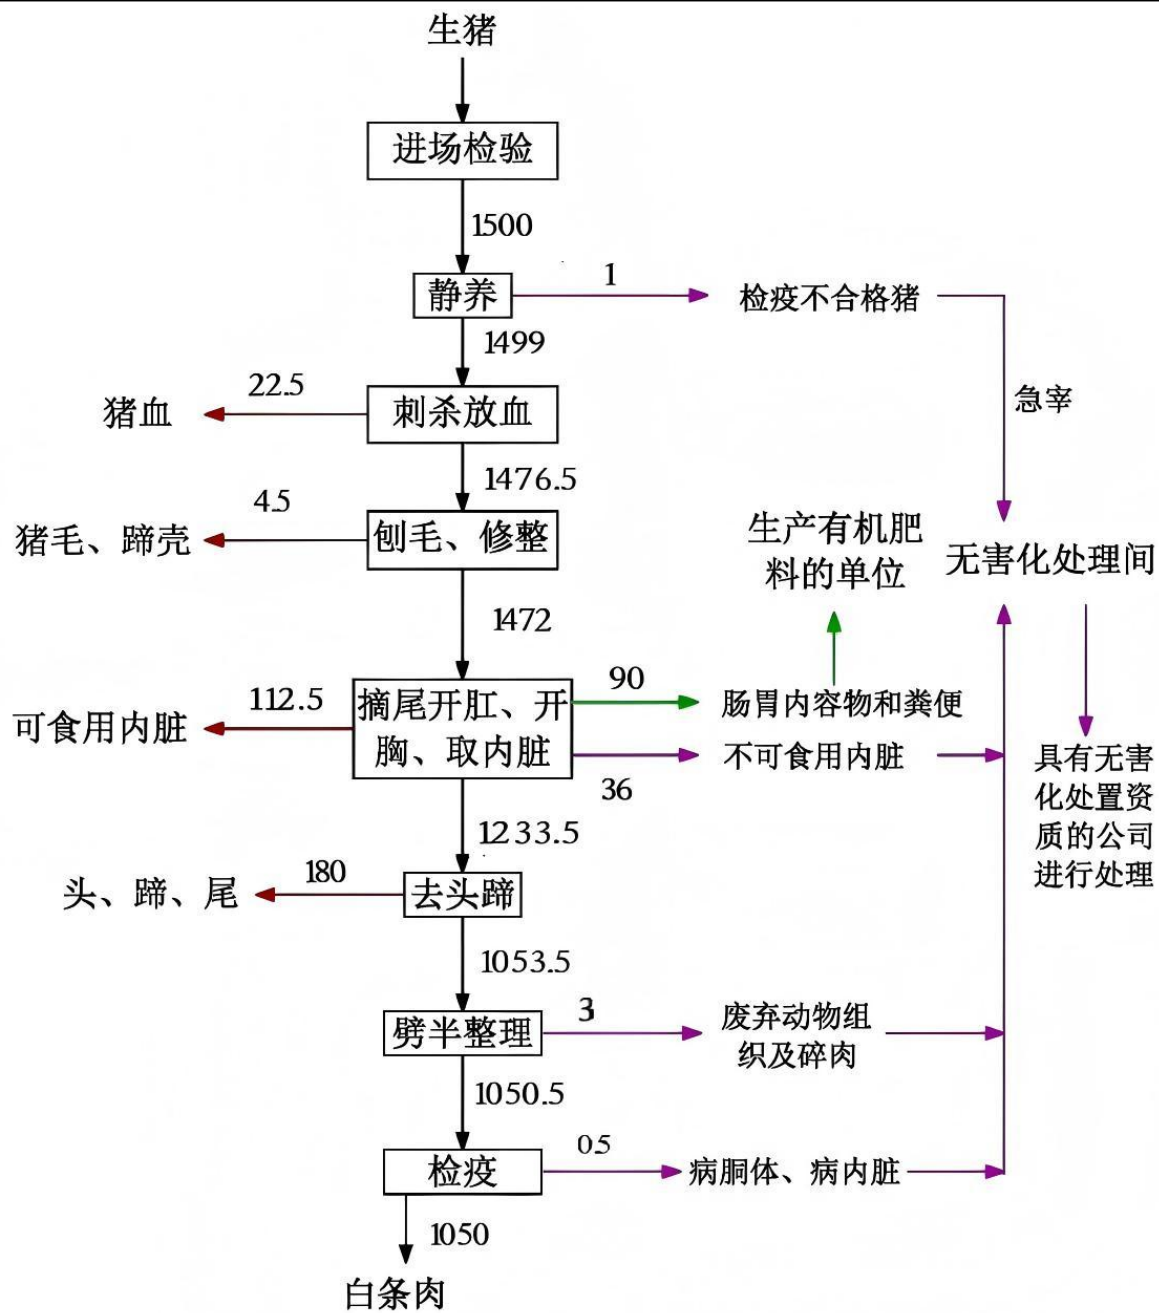 生猪
进场检验
1500
静养
1
检疫不合格猪
1499
急宰
22.5
猪血
刺杀放血
1476.5
4.5
猪毛、蹄壳
刨毛、修整
生产有机肥
料的单位
无害化处理间
1472
112.5
可食用内脏
摘尾开肛、开
胸、取内脏
90
肠胃内容物和粪便
36
不可食用内脏
具有无害
化处置资
质的公司
进行处理
1233.5
180
头、蹄、尾
去头蹄
1053.5
劈半整理
3
废弃动物组
织及碎肉
1050.5
检疫
0.5
病胴体、病内脏
1050
白条肉